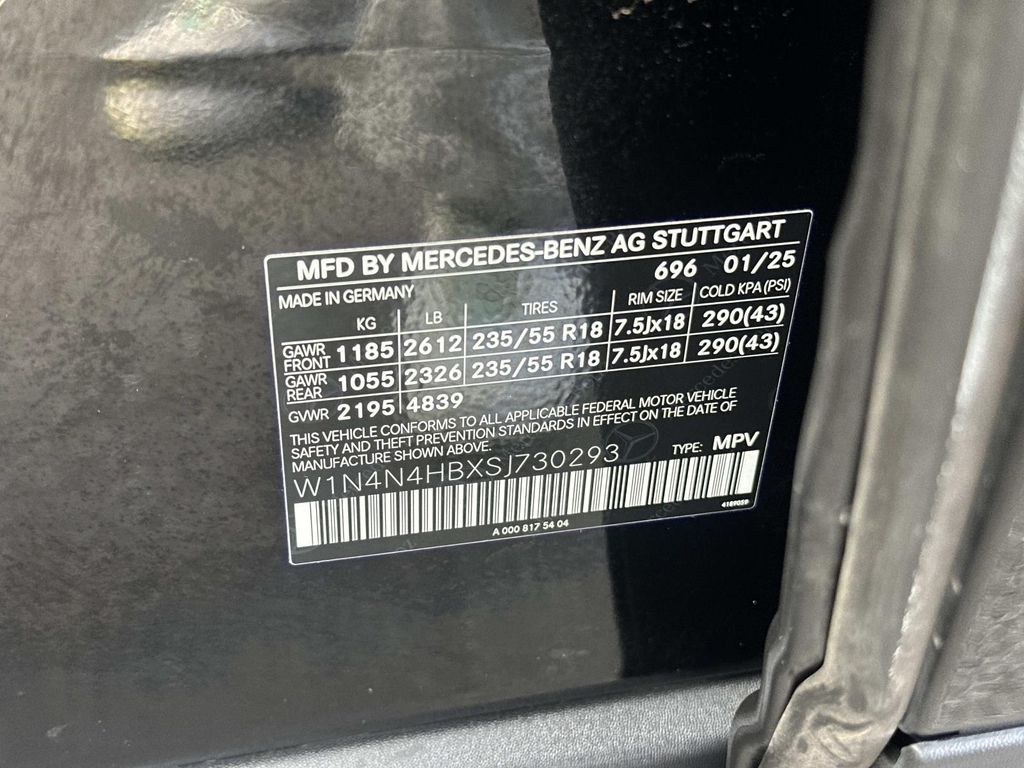 MFD BY MERCEDES-BENZ AG STUTTGART
696 01/25
MADE IN GERMANY
KG LB TIRES RIM SIZE COLD KPA (PSI)
GAWR FRONT 1185 2612 235/55 R18 7.5Jx18 290(43)
GAWR REAR 1055 2326 235/55 R18 7.5Jx18 290(43)
GVWR 2195 4839
THIS VEHICLE CONFORMS TO ALL APPLICABLE FEDERAL MOTOR VEHICLE
SAFETY AND THEFT PREVENTION STANDARDS IN EFFECT ON THE DATE OF
MANUFACTURE SHOWN ABOVE.
TYPE: MPV
W1N4N4HBXSJ730293
4189059
A 000 817 54 04